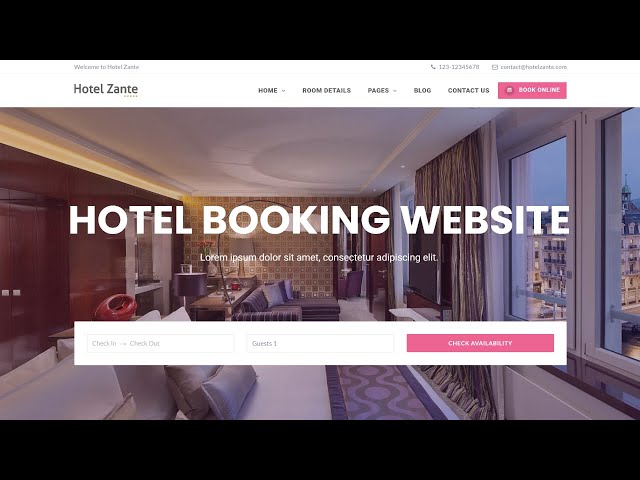 Welcome to Hotel Zante
123-12345678
contact@hotelzante.com
Hotel Zante
HOME
ROOM DETAILS
PAGES
BLOG
CONTACT US
BOOK ONLINE
HOTEL BOOKING WEBSITE
Lorem ipsum dolor sit amet, consectetur adipiscing elit.
Check In → Check Out
Guests 1
CHECK AVAILABILITY